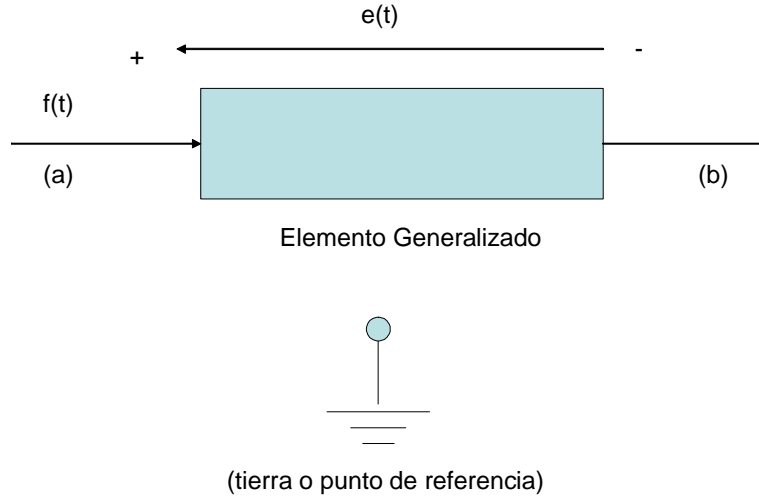 e(t)
+
-
f(t)
(a)
(b)
Elemento Generalizado
(tierra o punto de referencia)